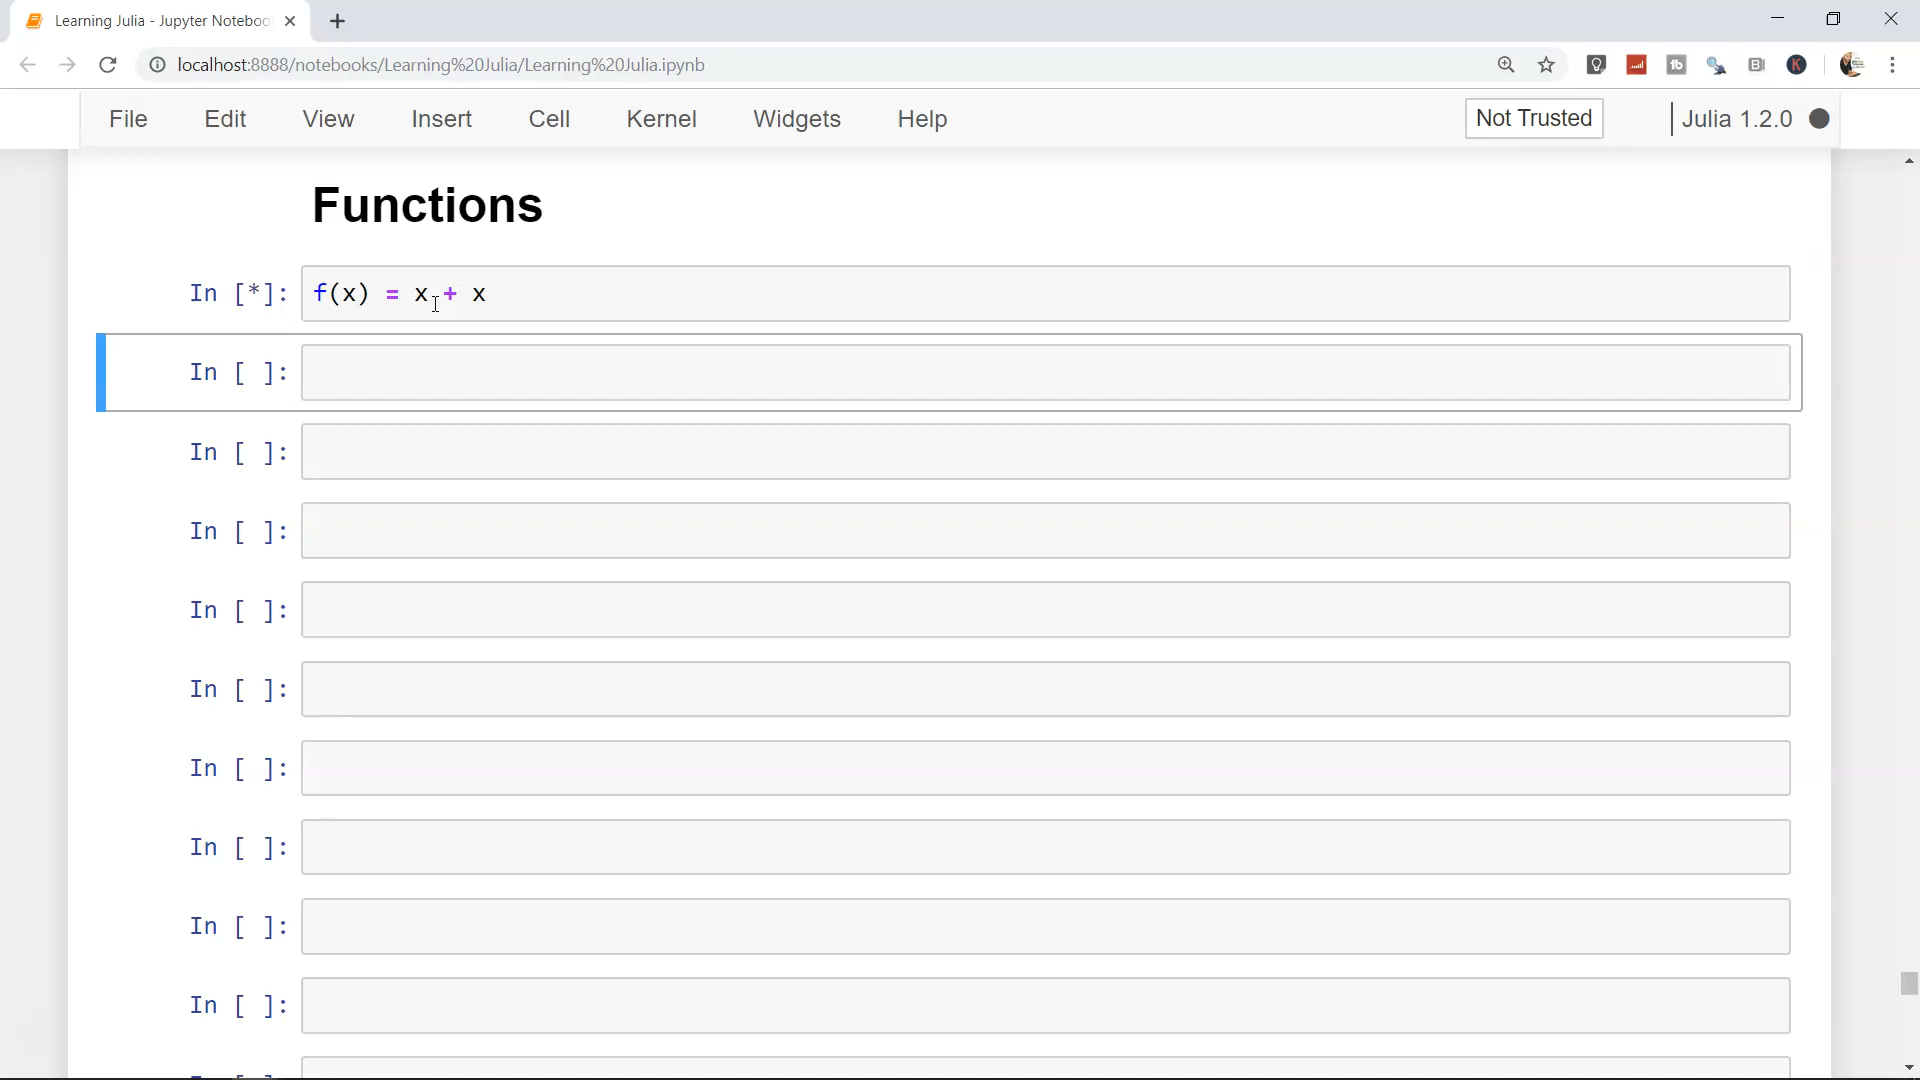 Learning Julia - Jupyter Noteboo
localhost:8888/notebooks/Learning%20Julia/Learning%20Julia.ipynb
File Edit View Insert Cell Kernel Widgets Help Not Trusted Julia 1.2.0
Functions
In [*]: f(x) = x + x
In [ ]:
In [ ]:
In [ ]:
In [ ]:
In [ ]:
In [ ]:
In [ ]:
In [ ]:
In [ ]: